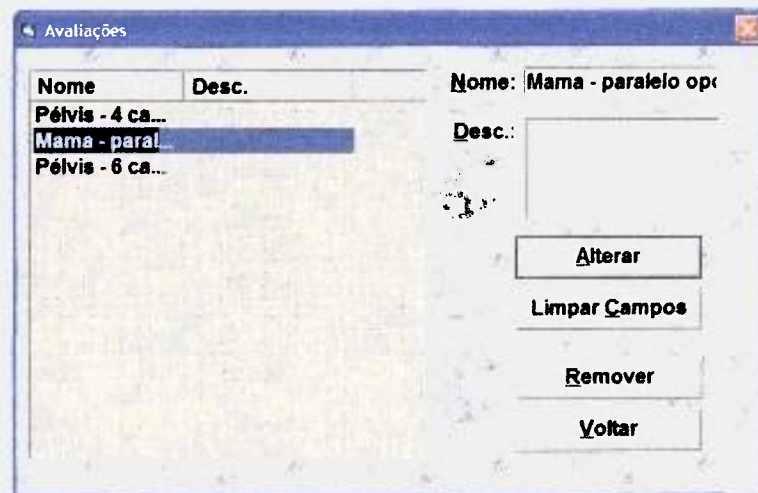 Avaliações
Nome Desc.
Pélvis - 4 ca...
Mama - paral...
Pélvis - 6 ca...
Nome: Mama - paralelo opo
Desc.:
Alterar
Limpar Campos
Remover
Voltar